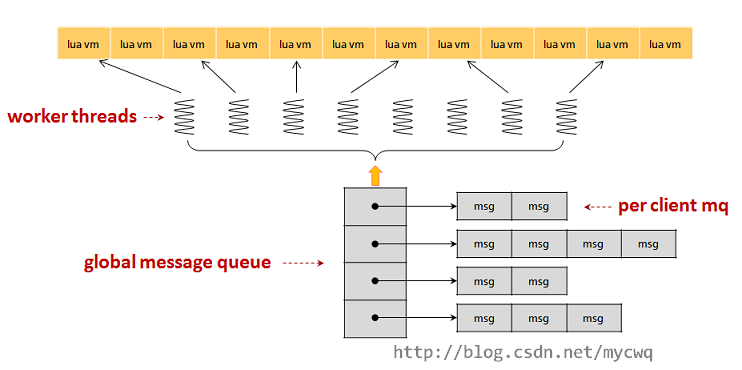 lua vm lua vm lua vm lua vm lua vm lua vm lua vm lua vm lua vm lua vm lua vm lua vm
worker threads
msg msg
per client mq
msg msg msg msg
global message queue
msg msg
msg msg msg
http://blog.csdn.net/mycwq